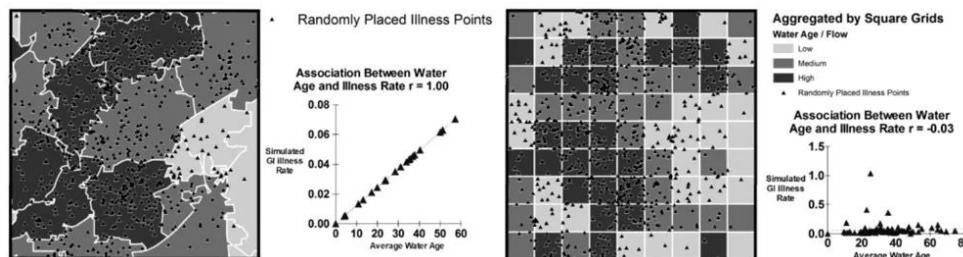 Randomly Placed Illness Points
Association Between Water
Age and Illness Rate r = 1.00
0.08
0.06
Simulated
GI Illness
Rate
0.04
0.02
0.00
0 10 20 30 40 50 60
Average Water Age
Aggregated by Square Grids
Water Age / Flow
Low
Medium
High
Randomly Placed Illness Points
Association Between Water
Age and Illness Rate r = -0.03
1.5
Simulated
GI Illness
Rate
1.0
0.5
0.0
0 20 40 60
Average Water Age